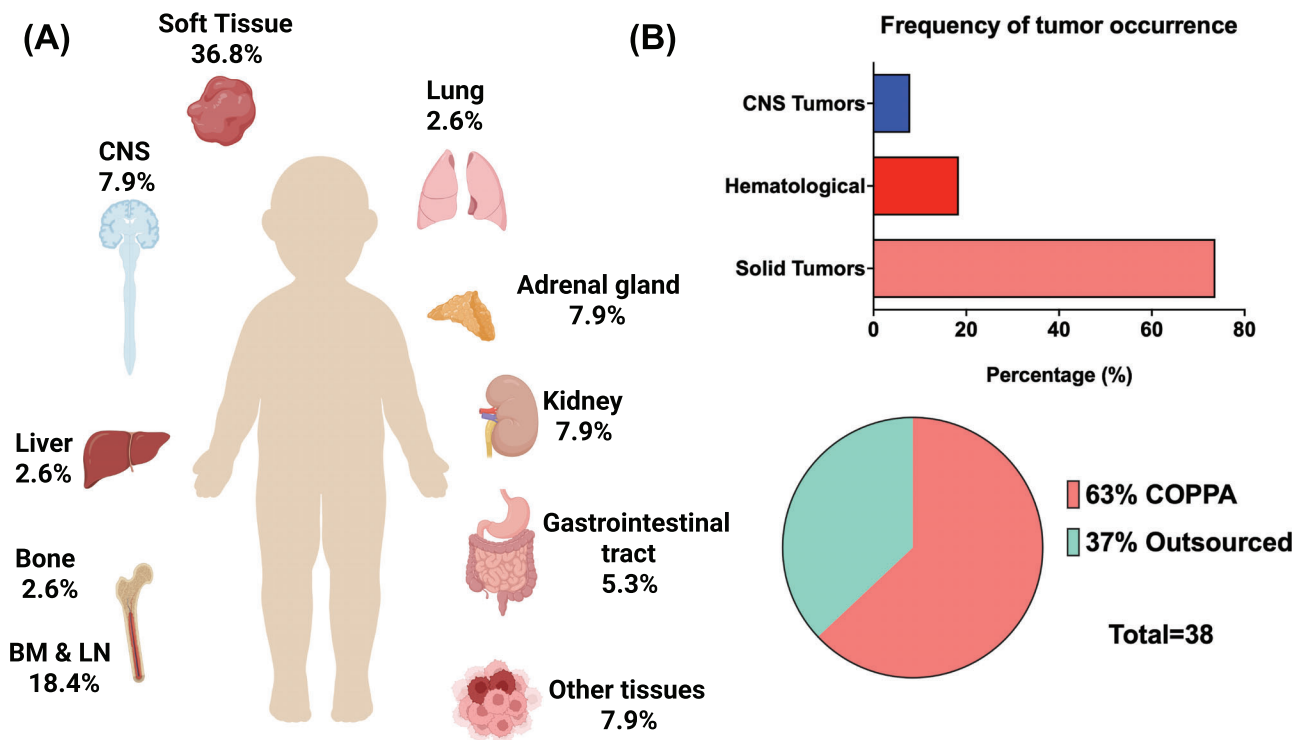 (A)
Soft Tissue
36.8%
Lung
2.6%
CNS
7.9%
Adrenal gland
7.9%
Kidney
7.9%
Liver
2.6%
Gastrointestinal
tract
5.3%
Bone
2.6%
BM & LN
18.4%
Other tissues
7.9%
(B)
Frequency of tumor occurrence
CNS Tumors
Hematological
Solid Tumors
0 20 40 60 80
Percentage (%)
63% COPPA
37% Outsourced
Total=38